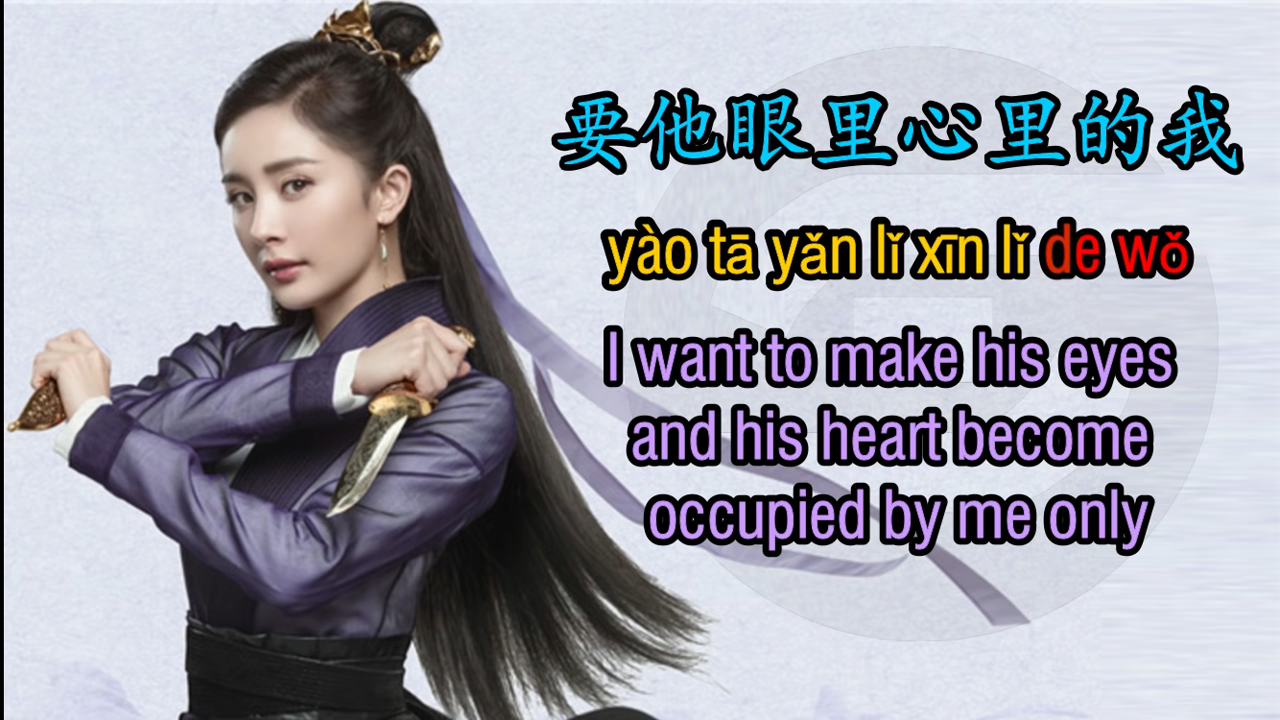 要他眼里心里的我
yào tā yǎn lǐ xīn lǐ de wǒ
I want to make his eyes
and his heart become
occupied by me only